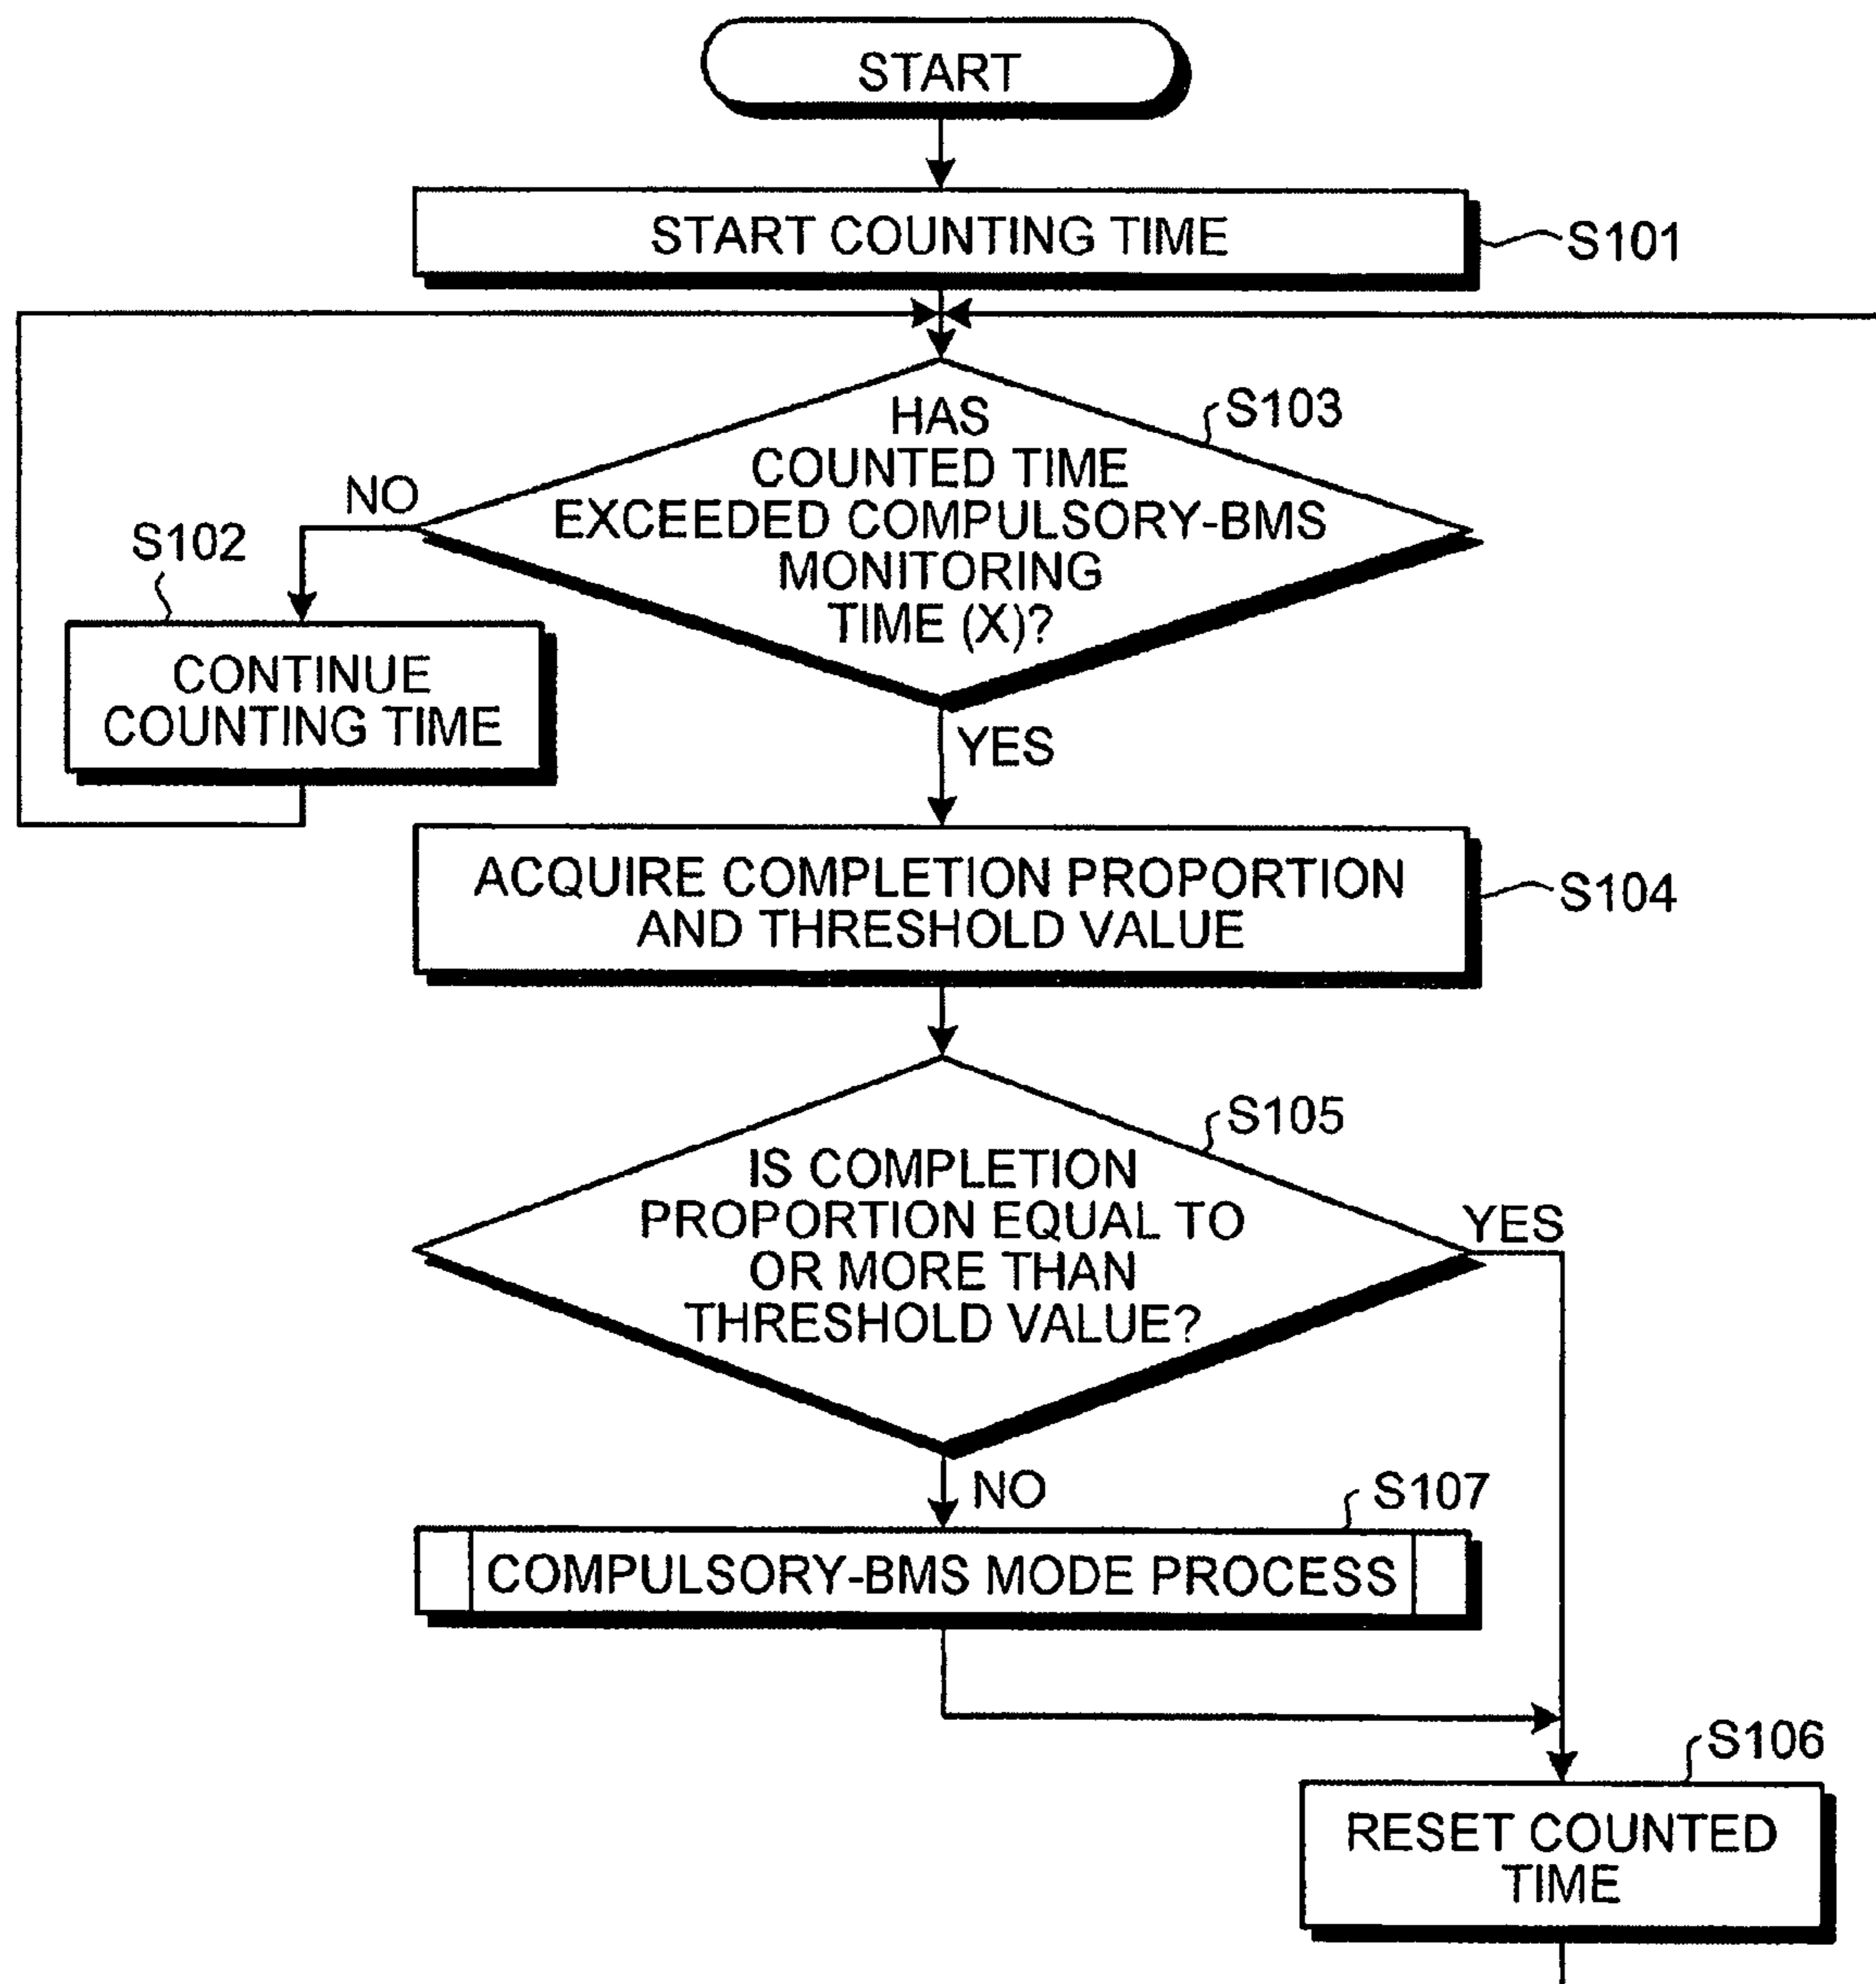 START
START COUNTING TIME
S101
HAS
COUNTED TIME
EXCEEDED COMPULSORY-BMS
MONITORING
TIME (X)?
S103
NO
S102
CONTINUE
COUNTING TIME
YES
ACQUIRE COMPLETION PROPORTION
AND THRESHOLD VALUE
S104
S105
IS COMPLETION
PROPORTION EQUAL TO
OR MORE THAN
THRESHOLD VALUE?
YES
NO
S107
COMPULSORY-BMS MODE PROCESS
S106
RESET COUNTED
TIME